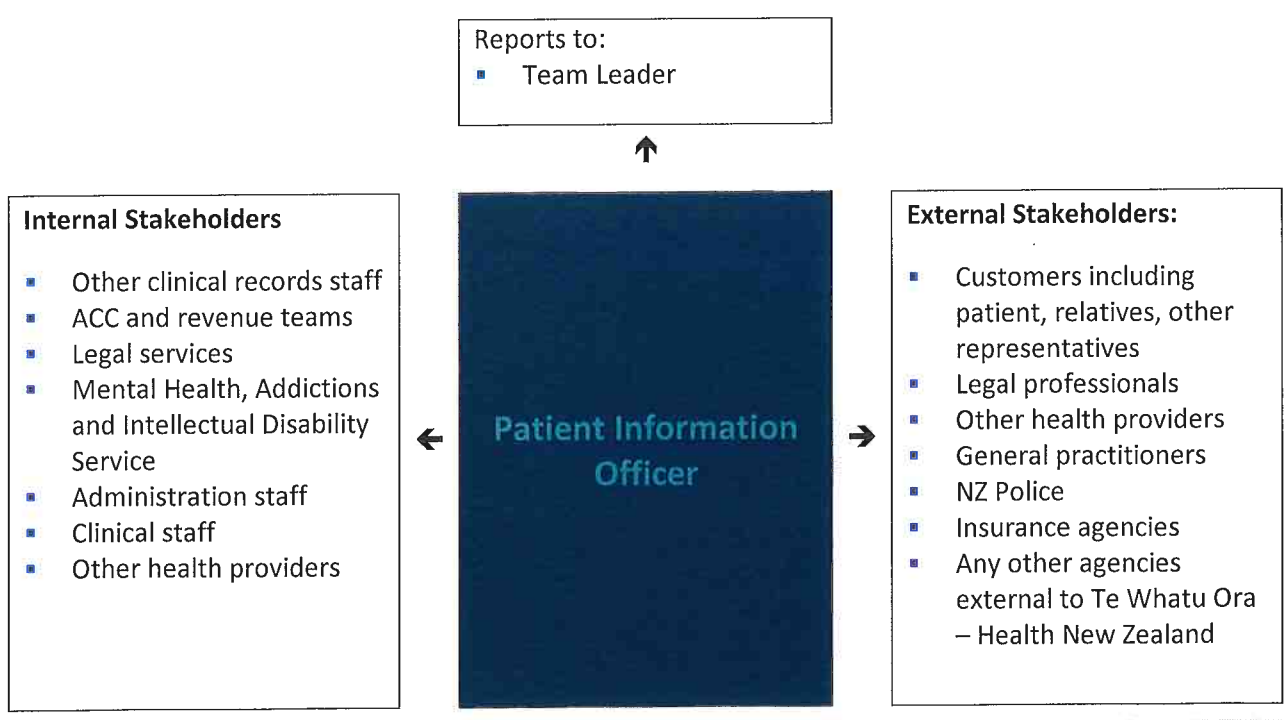 Reports to:
▪ Team Leader
Internal Stakeholders
▪ Other clinical records staff
▪ ACC and revenue teams
▪ Legal services
▪ Mental Health, Addictions
and Intellectual Disability
Service
▪ Administration staff
▪ Clinical staff
▪ Other health providers
Patient Information
Officer
External Stakeholders:
▪ Customers including
patient, relatives, other
representatives
▪ Legal professionals
▪ Other health providers
▪ General practitioners
▪ NZ Police
▪ Insurance agencies
▪ Any other agencies
external to Te Whatu Ora
– Health New Zealand